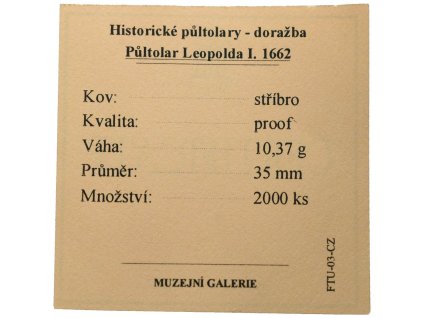 Historické půltolary - doražba
Půltolar Leopolda I. 1662
Kov: stříbro
Kvalita: proof
Váha: 10,37 g
Průměr: 35 mm
Množství: 2000 ks
MUZEJNÍ GALERIE
FTU-03-CZ